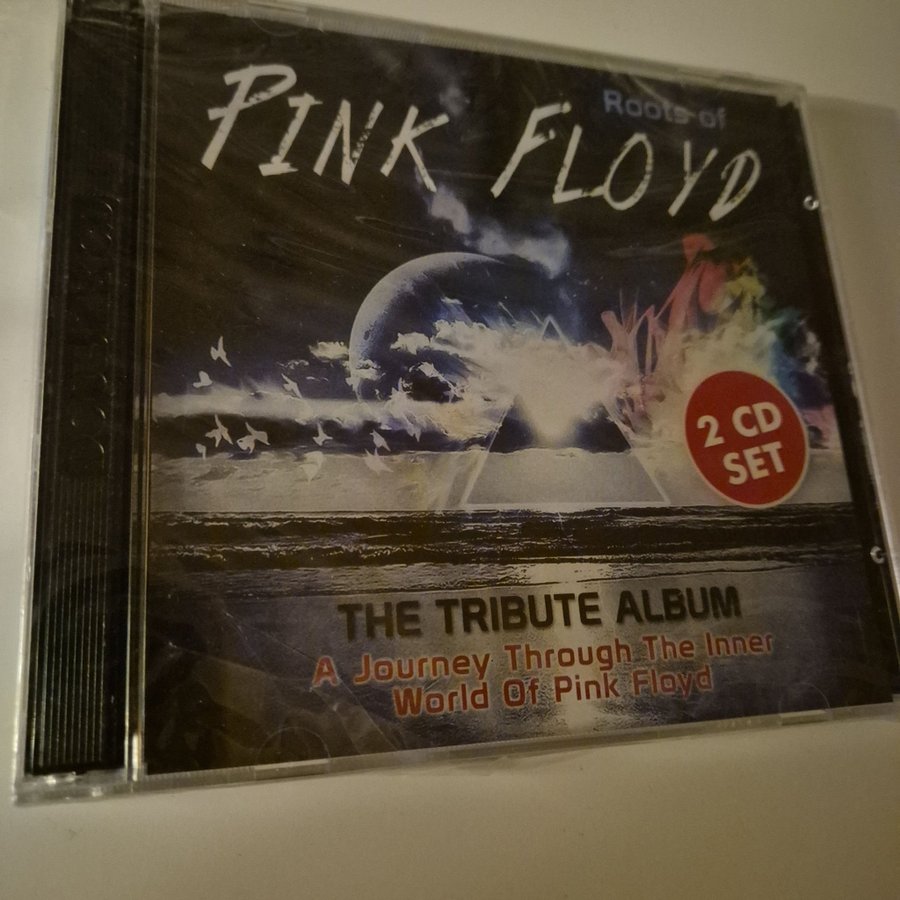 Roots of
PINK FLOYD
2 CD
SET
THE TRIBUTE ALBUM
A Journey Through The Inner
World Of Pink Floyd